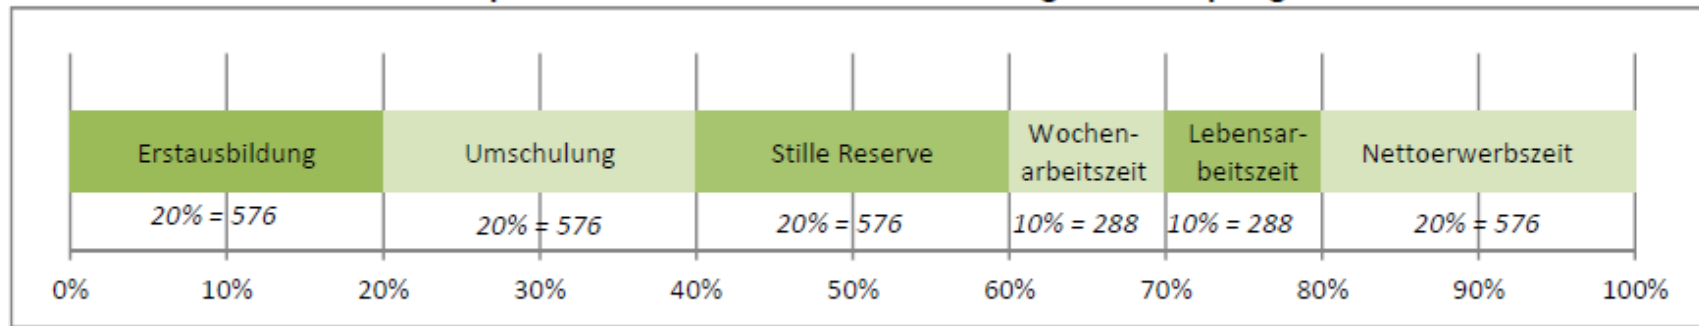 Erstausbildung
Umschulung
Stille Reserve
Wochen-
arbeitszeit
Lebensar-
beitszeit
Nettoerwerbszeit
20% = 576
20% = 576
20% = 576
10% = 288
10% = 288
20% = 576
0%
10%
20%
30%
40%
50%
60%
70%
80%
90%
100%